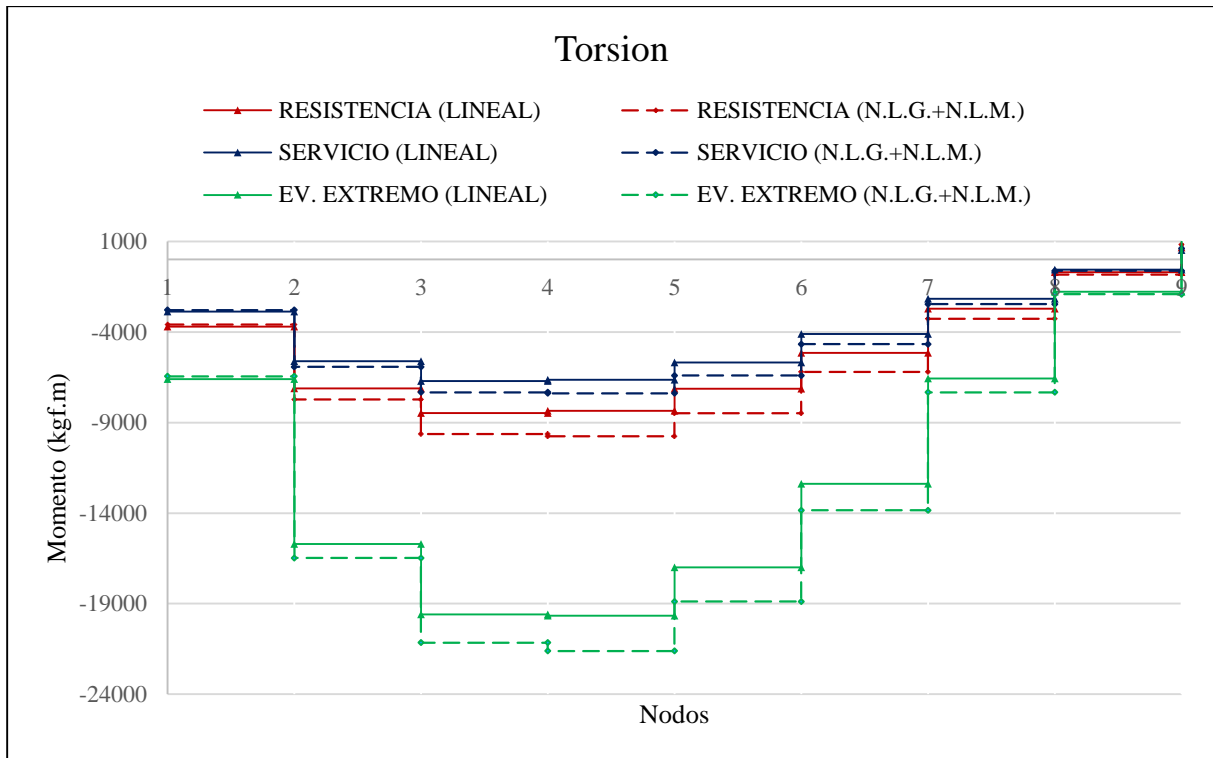 Torsion
RESISTENCIA (LINEAL) RESISTENCIA (N.L.G.+N.L.M.)
SERVICIO (LINEAL) SERVICIO (N.L.G.+N.L.M.)
EV. EXTREMO (LINEAL) EV. EXTREMO (N.L.G.+N.L.M.)
Momento (kgf.m)
1000
1 2 3 4 5 6 7 8 9
-4000
-9000
-14000
-19000
-24000
Nodos